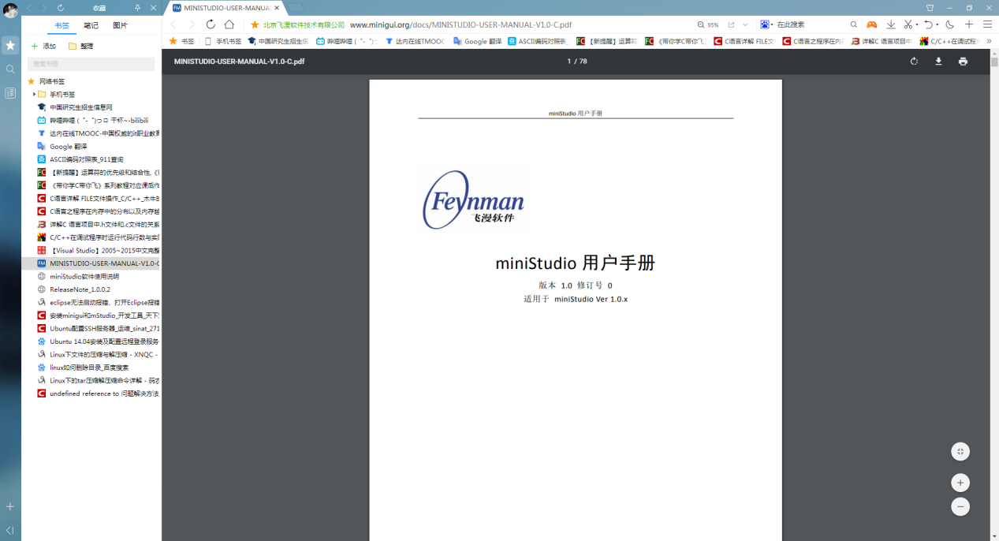 收藏
MINISTUDIO-USER-MANUAL
书签 笔记 图片
北京飞漫软件技术有限公司 www.minigui.org/docs/MINISTUDIO-USER-MANUAL-V1.0-C.pdf
95%
在此搜索
添加 整理
书签 手机书签 中国研究生招生信 哔哩哔哩 ( ゜- ゜)つ 达内在线TMOOC Google 翻译 ASCII编码对照表_ 【新提醒】运算符 《带你学C带你飞》 C语言详解 FILE文 C语言之程序在内存 详解C 语言项目中 C/C++在调试程 »
搜索书签
MINISTUDIO-USER-MANUAL-V1.0-C.pdf
1 / 78
网络书签
手机书签
中国研究生招生信息网
哔哩哔哩 ( ゜- ゜)つロ 干杯~-bilibili
达内在线TMOOC-中国权威的it职业教育
Google 翻译
ASCII编码对照表_911查询
【新提醒】运算符的优先级和结合性,《
《带你学C带你飞》系列教程对应课后作
C语言详解 FILE文件操作_C/C++_木牛的
C语言之程序在内存中的分布以及内存越
详解C 语言项目中.h文件和.c文件的关系
C/C++在调试程序时运行代码行数与实
【Visual Studio】2005~2015中文完整
MINISTUDIO-USER-MANUAL-V1.0-C
miniStudio软件使用说明
ReleaseNote_1.0.0.2
eclipse无法启动报错, 打开Eclipse报错
安装minigui和mStudio_开发工具_天下
Ubuntu配置SSH服务器_运维_sinat_271
Ubuntu 14.04安装及配置远程登录服务
Linux下文件的压缩与解压缩 - XNQC -
linux如何删除目录_百度搜索
Linux下的tar压缩解压缩命令详解 - 码农
undefined reference to 问题解决方法
miniStudio 用户手册
Feynman
飞漫软件
miniStudio 用户手册
版本 1.0 修订号 0
适用于 miniStudio Ver 1.0.x